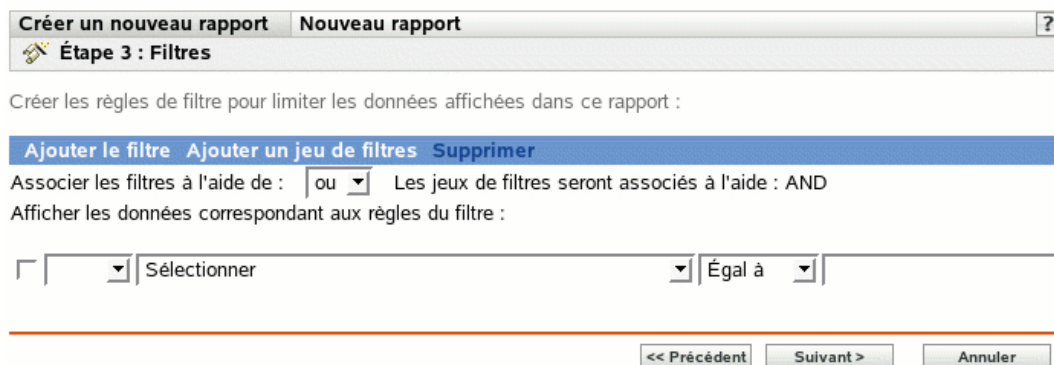 Créer un nouveau rapport Nouveau rapport ?
Étape 3 : Filtres
Créer les règles de filtre pour limiter les données affichées dans ce rapport :
Ajouter le filtre Ajouter un jeu de filtres Supprimer
Associer les filtres à l'aide de : ou Les jeux de filtres seront associés à l'aide : AND
Afficher les données correspondant aux règles du filtre :
Sélectionner Égal à
<< Précédent Suivant > Annuler